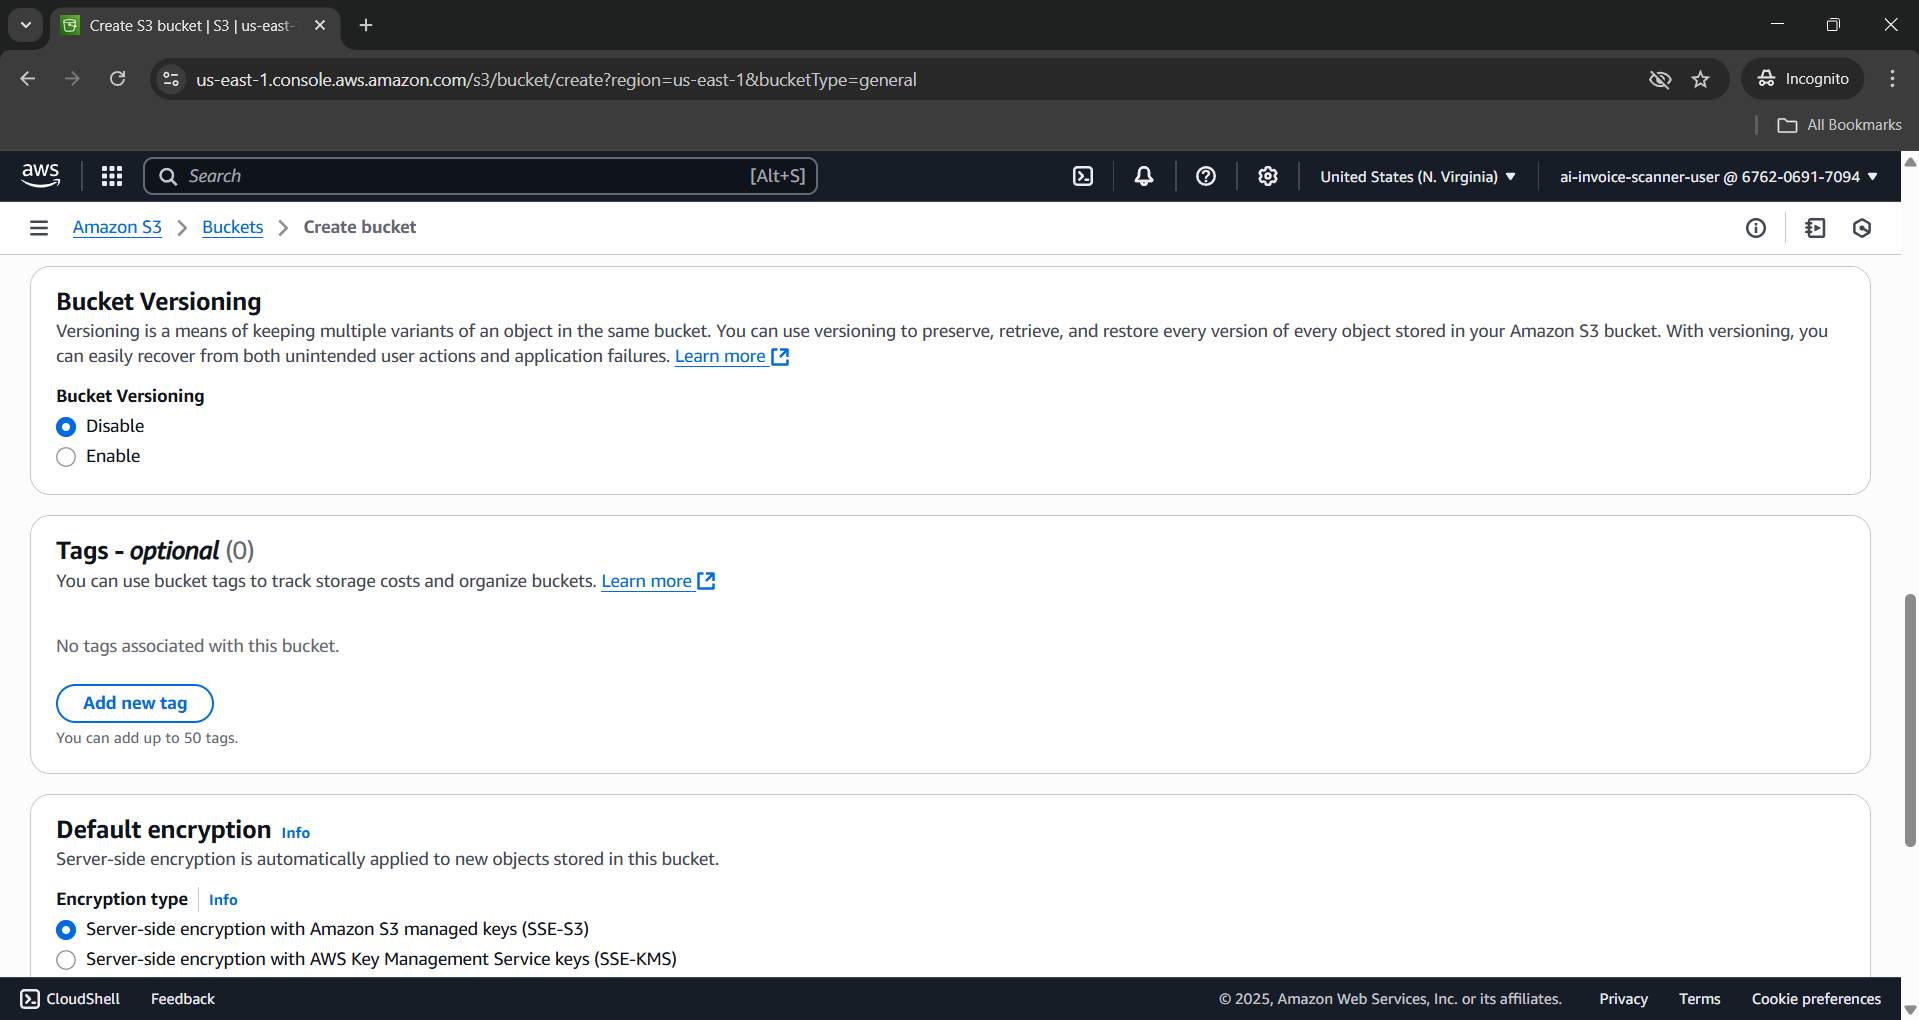 Create S3 bucket | S3 | us-east-
us-east-1.console.aws.amazon.com/s3/bucket/create?region=us-east-1&bucketType=general
Incognito
All Bookmarks
aws
Search
[Alt+S]
United States (N. Virginia)
ai-invoice-scanner-user @ 6762-0691-7094
Amazon S3
Buckets
Create bucket
Bucket Versioning
Versioning is a means of keeping multiple variants of an object in the same bucket. You can use versioning to preserve, retrieve, and restore every version of every object stored in your Amazon S3 bucket. With versioning, you
can easily recover from both unintended user actions and application failures. Learn more
Bucket Versioning
Disable
Enable
Tags - optional (0)
You can use bucket tags to track storage costs and organize buckets. Learn more
No tags associated with this bucket.
Add new tag
You can add up to 50 tags.
Default encryption Info
Server-side encryption is automatically applied to new objects stored in this bucket.
Encryption type Info
Server-side encryption with Amazon S3 managed keys (SSE-S3)
Server-side encryption with AWS Key Management Service keys (SSE-KMS)
CloudShell
Feedback
© 2025, Amazon Web Services, Inc. or its affiliates.
Privacy
Terms
Cookie preferences